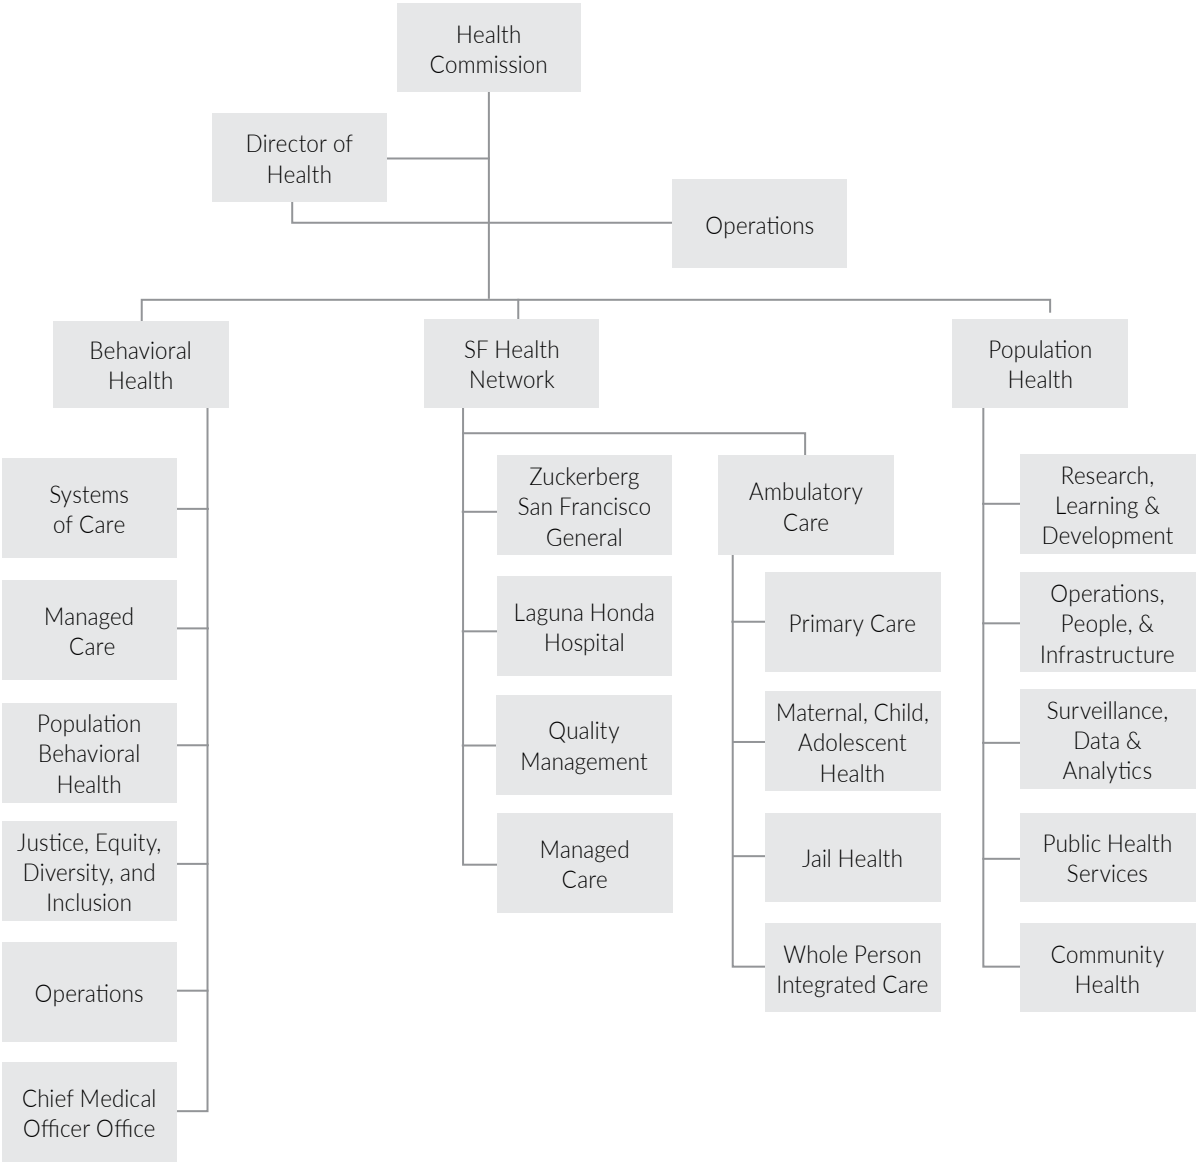 Health
Commission
Director of
Health
Operations
Behavioral
Health
SF Health
Network
Population
Health
Systems
of Care
Managed
Care
Population
Behavioral
Health
Justice, Equity,
Diversity, and
Inclusion
Operations
Chief Medical
Officer Office
Zuckerberg
San Francisco
General
Laguna Honda
Hospital
Quality
Management
Managed
Care
Ambulatory
Care
Primary Care
Maternal, Child,
Adolescent
Health
Jail Health
Whole Person
Integrated Care
Research,
Learning &
Development
Operations,
People, &
Infrastructure
Surveillance,
Data &
Analytics
Public Health
Services
Community
Health